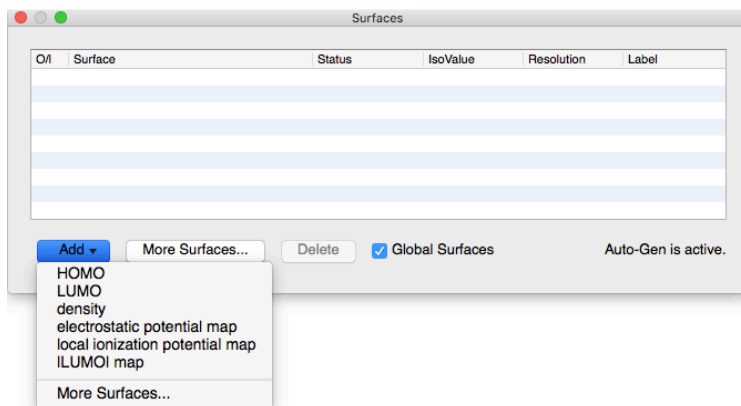 Surfaces
O/I Surface Status IsoValue Resolution Label
Add More Surfaces... Delete Global Surfaces Auto-Gen is active.
HOMO
LUMO
density
electrostatic potential map
local ionization potential map
ILUMOI map
More Surfaces...